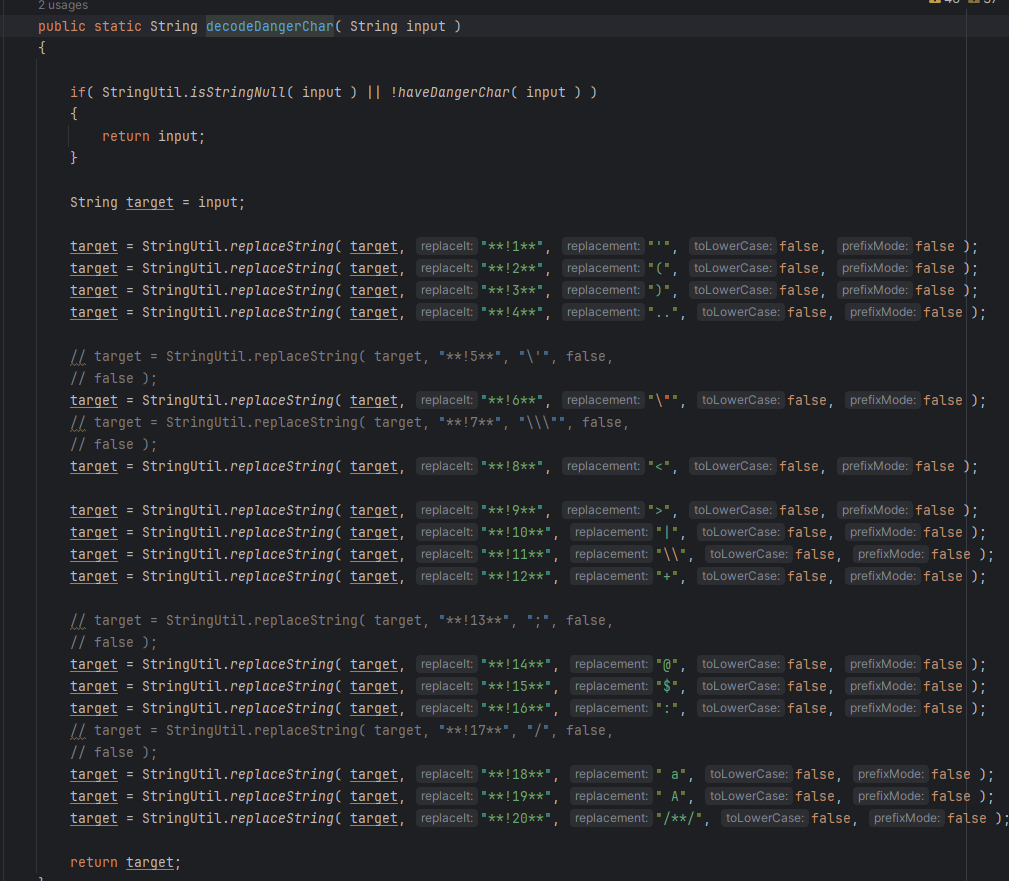 2 usages
public static String decodeDangerChar( String input )
{
if( StringUtil.isStringNull( input ) || !haveDangerChar( input ) )
{
return input;
}
String target = input;
target = StringUtil.replaceString( target, replaceIt: "**!1**", replacement: "'", toLowerCase: false, prefixMode: false );
target = StringUtil.replaceString( target, replaceIt: "**!2**", replacement: "(", toLowerCase: false, prefixMode: false );
target = StringUtil.replaceString( target, replaceIt: "**!3**", replacement: ")", toLowerCase: false, prefixMode: false );
target = StringUtil.replaceString( target, replaceIt: "**!4**", replacement: "..", toLowerCase: false, prefixMode: false );
// target = StringUtil.replaceString( target, "**!5**", "\'", false,
// false );
target = StringUtil.replaceString( target, replaceIt: "**!6**", replacement: "\"", toLowerCase: false, prefixMode: false );
// target = StringUtil.replaceString( target, "**!7**", "\\\"", false,
// false );
target = StringUtil.replaceString( target, replaceIt: "**!8**", replacement: "<", toLowerCase: false, prefixMode: false );
target = StringUtil.replaceString( target, replaceIt: "**!9**", replacement: ">", toLowerCase: false, prefixMode: false );
target = StringUtil.replaceString( target, replaceIt: "**!10**", replacement: "|", toLowerCase: false, prefixMode: false );
target = StringUtil.replaceString( target, replaceIt: "**!11**", replacement: "\\", toLowerCase: false, prefixMode: false );
target = StringUtil.replaceString( target, replaceIt: "**!12**", replacement: "+", toLowerCase: false, prefixMode: false );
// target = StringUtil.replaceString( target, "**!13**", ";", false,
// false );
target = StringUtil.replaceString( target, replaceIt: "**!14**", replacement: "@", toLowerCase: false, prefixMode: false );
target = StringUtil.replaceString( target, replaceIt: "**!15**", replacement: "$", toLowerCase: false, prefixMode: false );
target = StringUtil.replaceString( target, replaceIt: "**!16**", replacement: ":", toLowerCase: false, prefixMode: false );
// target = StringUtil.replaceString( target, "**!17**", "/", false,
// false );
target = StringUtil.replaceString( target, replaceIt: "**!18**", replacement: " a", toLowerCase: false, prefixMode: false );
target = StringUtil.replaceString( target, replaceIt: "**!19**", replacement: " A", toLowerCase: false, prefixMode: false );
target = StringUtil.replaceString( target, replaceIt: "**!20**", replacement: "/**/", toLowerCase: false, prefixMode: false );
return target;